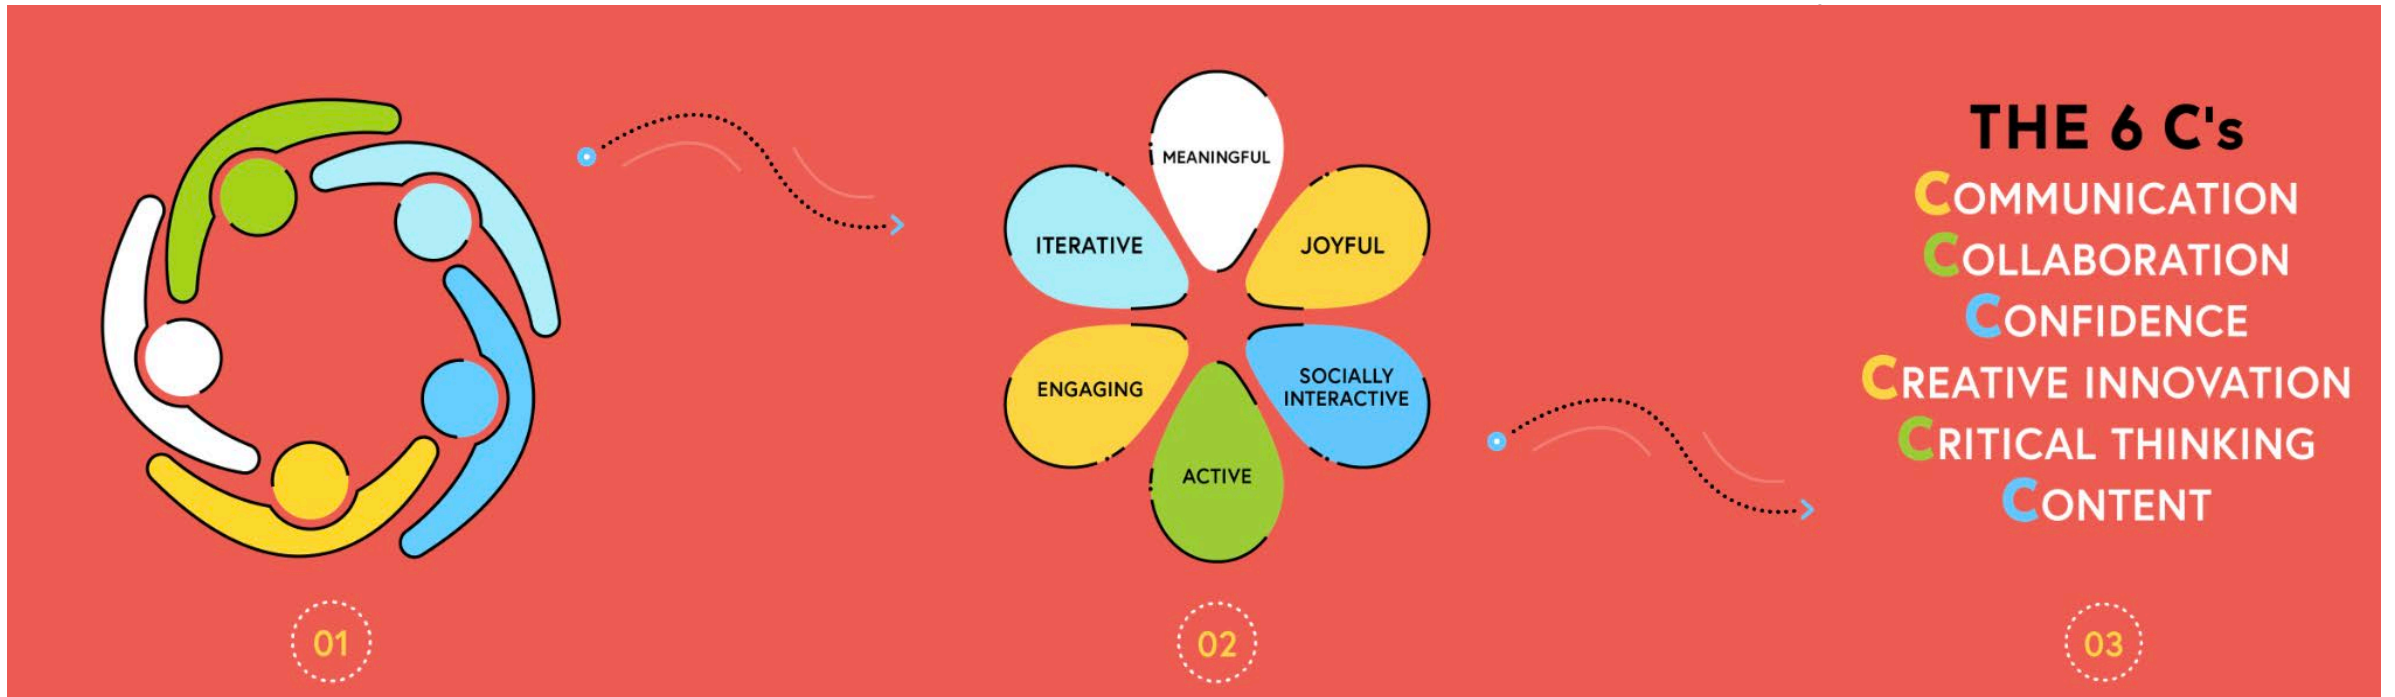 MEANINGFUL
ITERATIVE
JOYFUL
ENGAGING
SOCIALLY
INTERACTIVE
ACTIVE
THE 6 C's
COMMUNICATION
COLLABORATION
CONFIDENCE
CREATIVE INNOVATION
CRITICAL THINKING
CONTENT
01
02
03